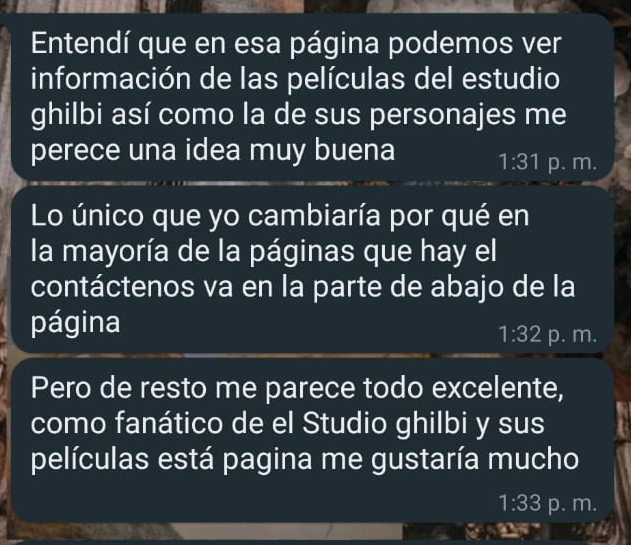 Entendí que en esa página podemos ver
información de las películas del estudio
ghilbi así como la de sus personajes me
perece una idea muy buena
1:31 p. m.
Lo único que yo cambiaría por qué en
la mayoría de la páginas que hay el
contáctenos va en la parte de abajo de la
página
1:32 p. m.
Pero de resto me parece todo excelente,
como fanático de el Studio ghilbi y sus
películas está pagina me gustaría mucho
1:33 p. m.